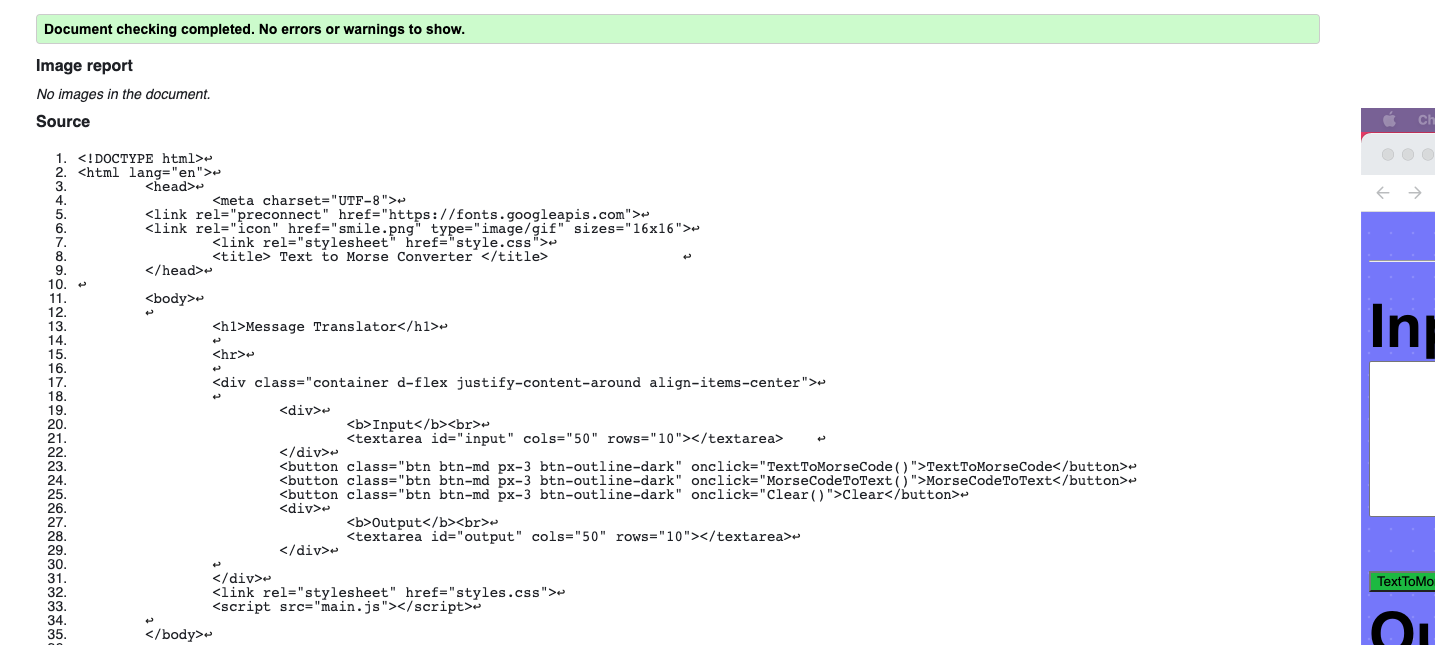 Document checking completed. No errors or warnings to show.
Image report
No images in the document.
Source
1. <!DOCTYPE html>↩
2. <html lang="en">↩
3. <head>↩
4. <meta charset="UTF-8">↩
5. <link rel="preconnect" href="https://fonts.googleapis.com">↩
6. <link rel="icon" href="smile.png" type="image/gif" sizes="16x16">↩
7. <link rel="stylesheet" href="style.css">↩
8. <title> Text to Morse Converter </title> ↩
9. </head>↩
10. ↩
11. <body>↩
12. ↩
13. <h1>Message Translator</h1>↩
14. ↩
15. <hr>↩
16. ↩
17. <div class="container d-flex justify-content-around align-items-center">↩
18. ↩
19. <div>↩
20. <b>Input</b><br>↩
21. <textarea id="input" cols="50" rows="10"></textarea> ↩
22. </div>↩
23. <button class="btn btn-md px-3 btn-outline-dark" onclick="TextToMorseCode()">TextToMorseCode</button>↩
24. <button class="btn btn-md px-3 btn-outline-dark" onclick="MorseCodeToText()">MorseCodeToText</button>↩
25. <button class="btn btn-md px-3 btn-outline-dark" onclick="Clear()">Clear</button>↩
26. <div>↩
27. <b>Output</b><br>↩
28. <textarea id="output" cols="50" rows="10"></textarea>↩
29. </div>↩
30. ↩
31. </div>↩
32. <link rel="stylesheet" href="styles.css">↩
33. <script src="main.js"></script>↩
34. ↩
35. </body>↩
Ch
Inp
TextToMo
Ou